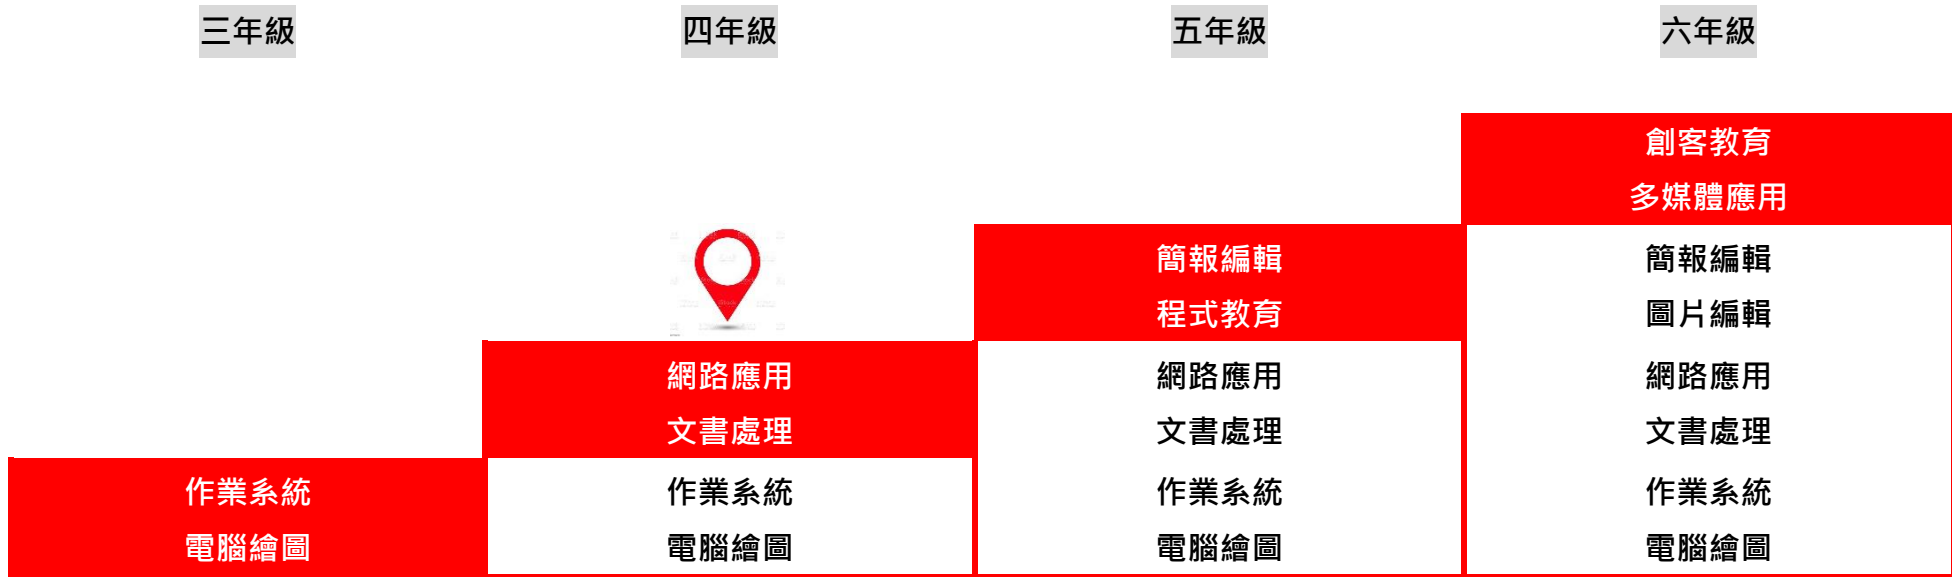 三年級 四年級 五年級 六年級
創客教育
多媒體應用
簡報編輯 簡報編輯
程式教育 圖片編輯
網路應用 網路應用 網路應用
文書處理 文書處理 文書處理
作業系統 作業系統 作業系統 作業系統
電腦繪圖 電腦繪圖 電腦繪圖 電腦繪圖